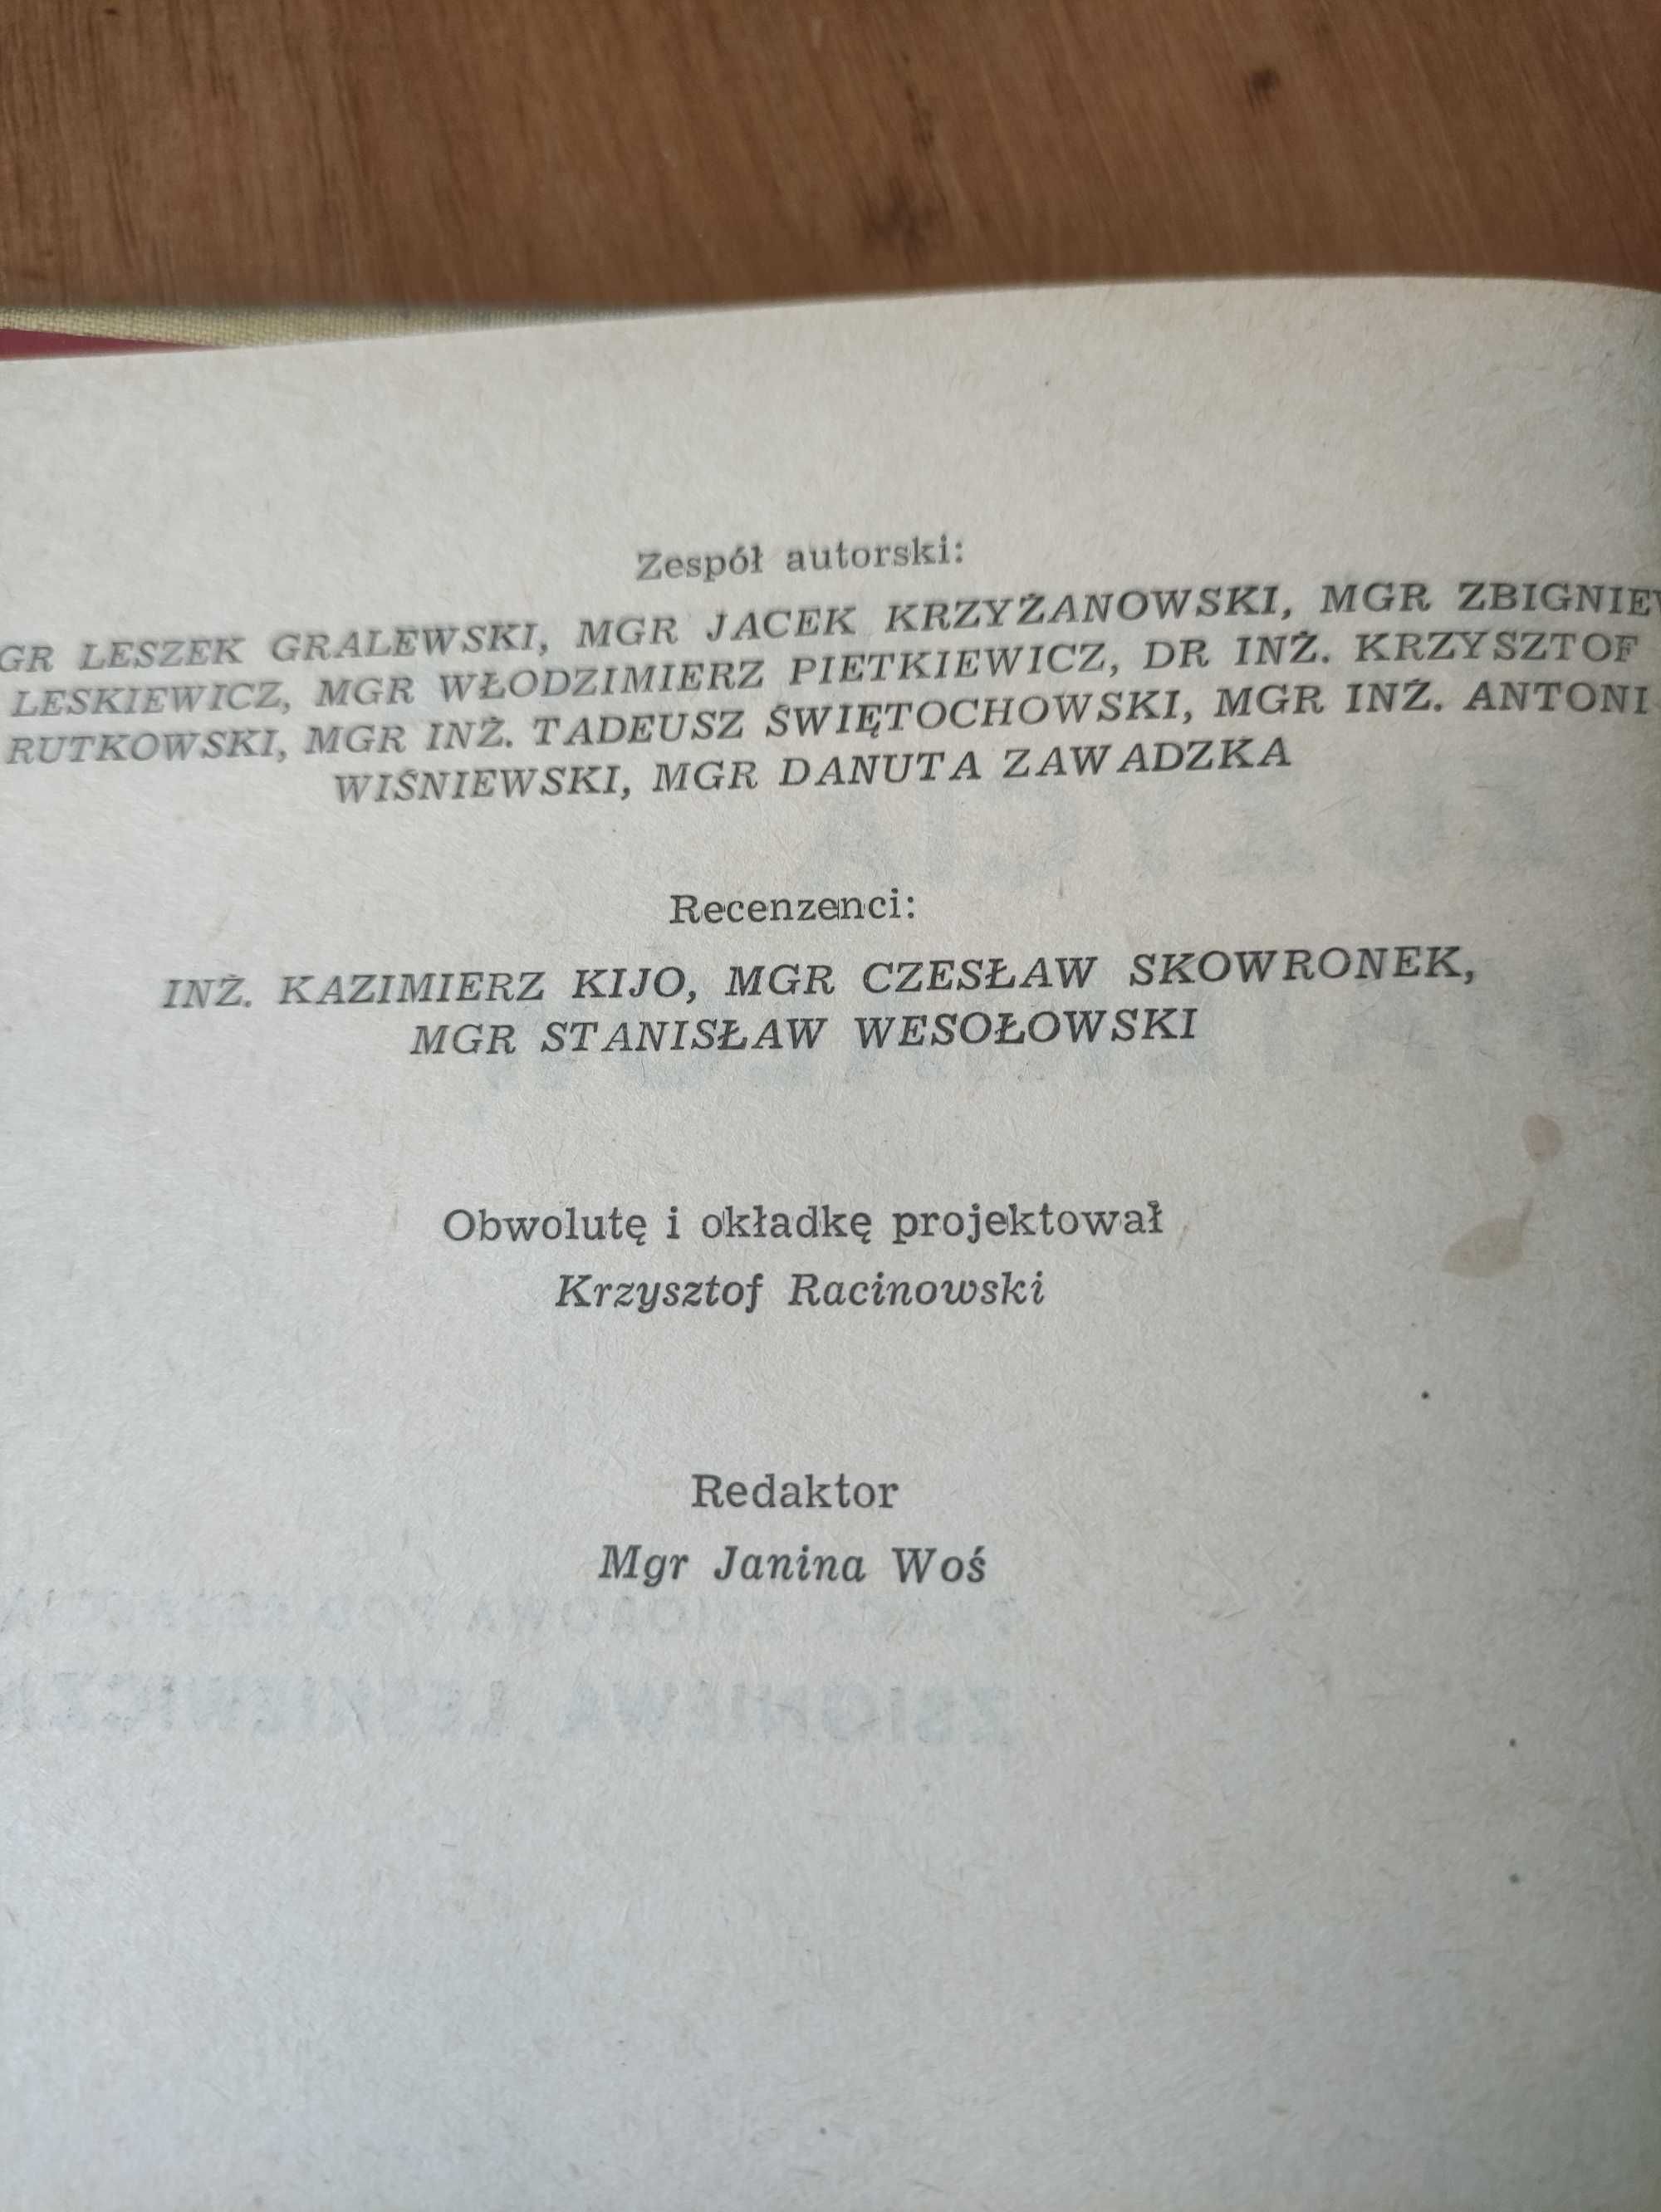 Zespół autorski:
GR LESZEK GRALEWSKI, MGR JACEK KRZYŻANOWSKI, MGR ZBIGNIEW
LESKIEWICZ, MGR WŁODZIMIERZ PIETKIEWICZ, DR INŻ. KRZYSZTOF
RUTKOWSKI, MGR INŻ. TADEUSZ ŚWIĘTOCHOWSKI, MGR INŻ. ANTONI
WIŚNIEWSKI, MGR DANUTA ZAWADZKA
Recenzenci:
INŻ. KAZIMIERZ KIJO, MGR CZESŁAW SKOWRONEK,
MGR STANISŁAW WESOŁOWSKI
Obwolutę i okładkę projektował
Krzysztof Racinowski
Redaktor
Mgr Janina Woś